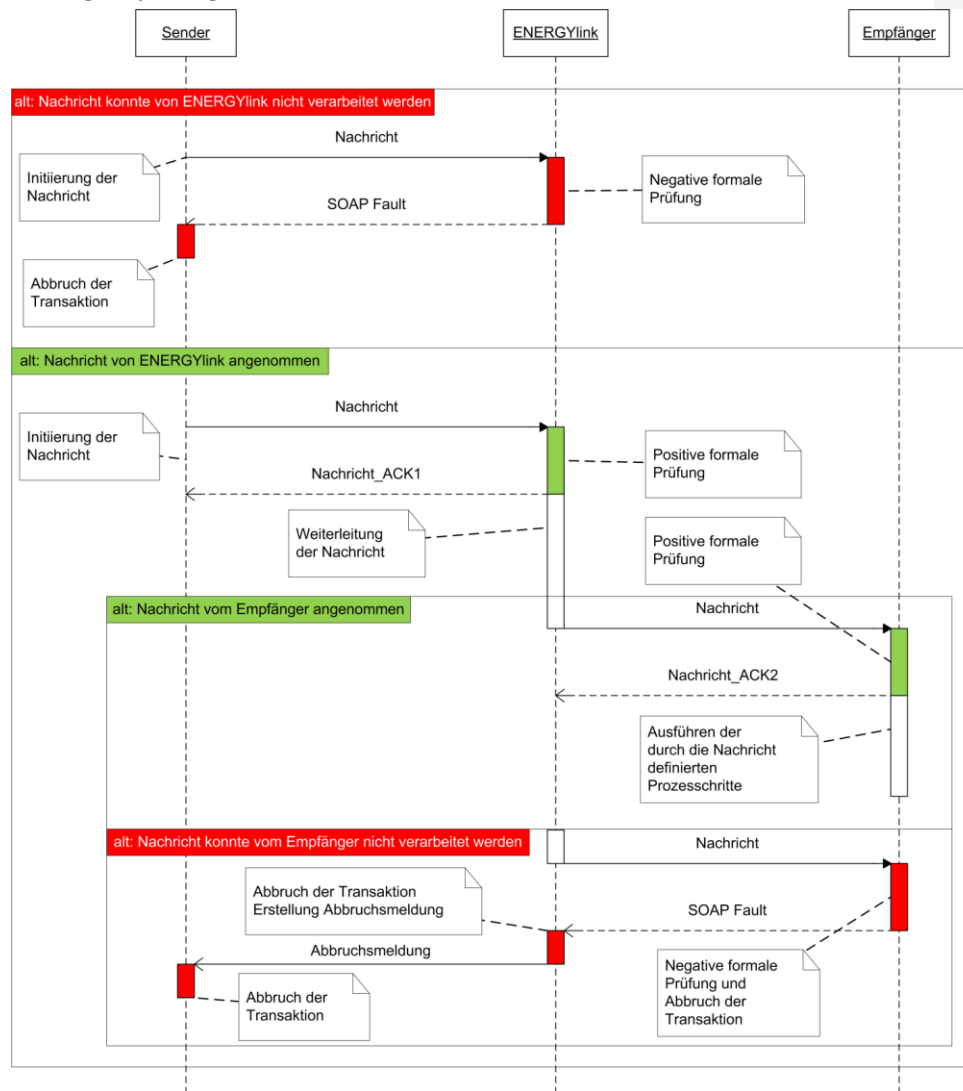 Sender
ENERGYlink
Empfänger
alt: Nachricht konnte von ENERGYlink nicht verarbeitet werden
Nachricht
Initiierung der
Nachricht
Negative formale
Prüfung
SOAP Fault
Abbruch der
Transaktion
alt: Nachricht von ENERGYlink angenommen
Nachricht
Initiierung der
Nachricht
Positive formale
Prüfung
Nachricht_ACK1
Weiterleitung
der Nachricht
Positive formale
Prüfung
alt: Nachricht vom Empfänger angenommen
Nachricht
Nachricht_ACK2
Ausführen der
durch die Nachricht
definierten
Prozesschritte
alt: Nachricht konnte vom Empfänger nicht verarbeitet werden
Nachricht
Abbruch der Transaktion
Erstellung Abbruchsmeldung
SOAP Fault
Abbruchsmeldung
Negative formale
Prüfung und
Abbruch der
Transaktion
Abbruch der
Transaktion